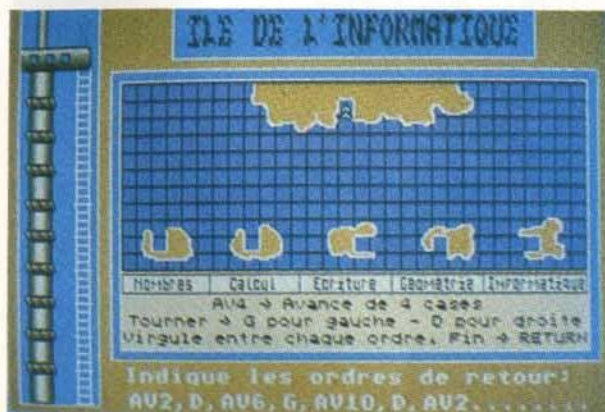 ILE DE L'INFORMATIQUE
Nombres Calcul Ecriture Géométrie Informatique
AV4 → Avance de 4 cases
Tourner → G pour gauche - D pour droite
Virgule entre chaque ordre. Fin → RETURN
Indique les ordres de retour:
AV2,D,AV6,G,AV10,D,AV2........